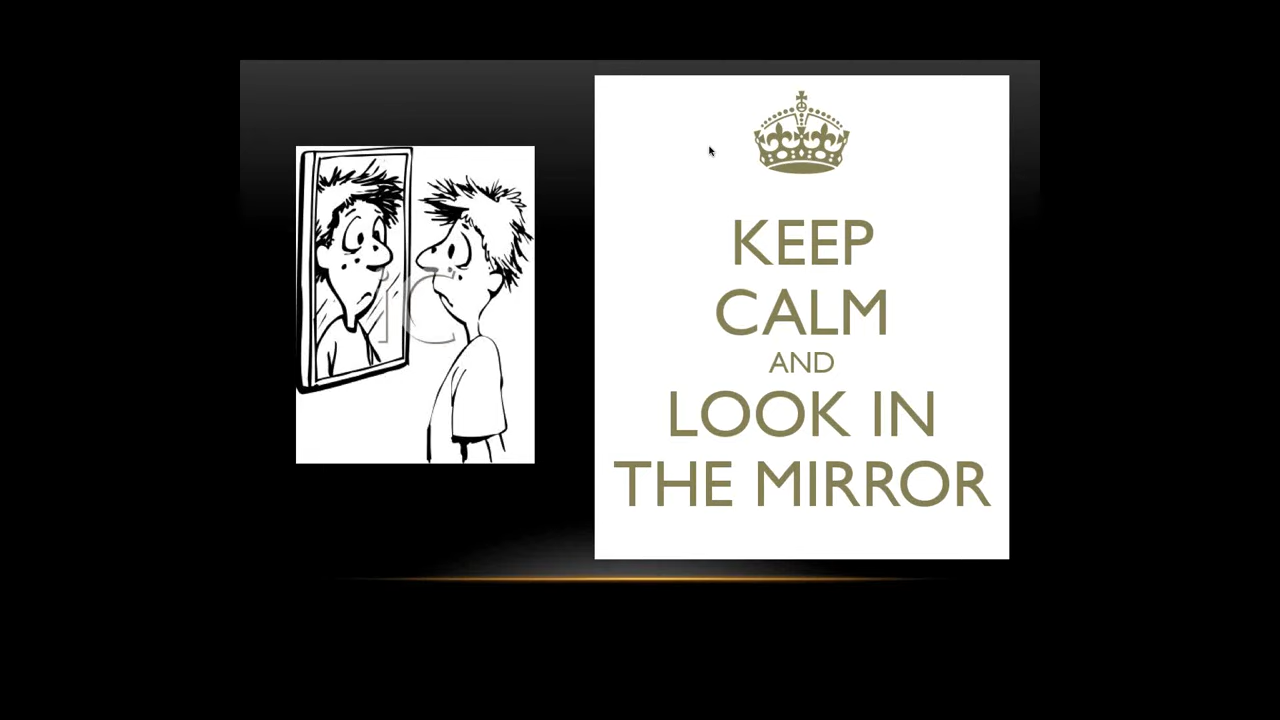 KEEP
CALM
AND
LOOK IN
THE MIRROR